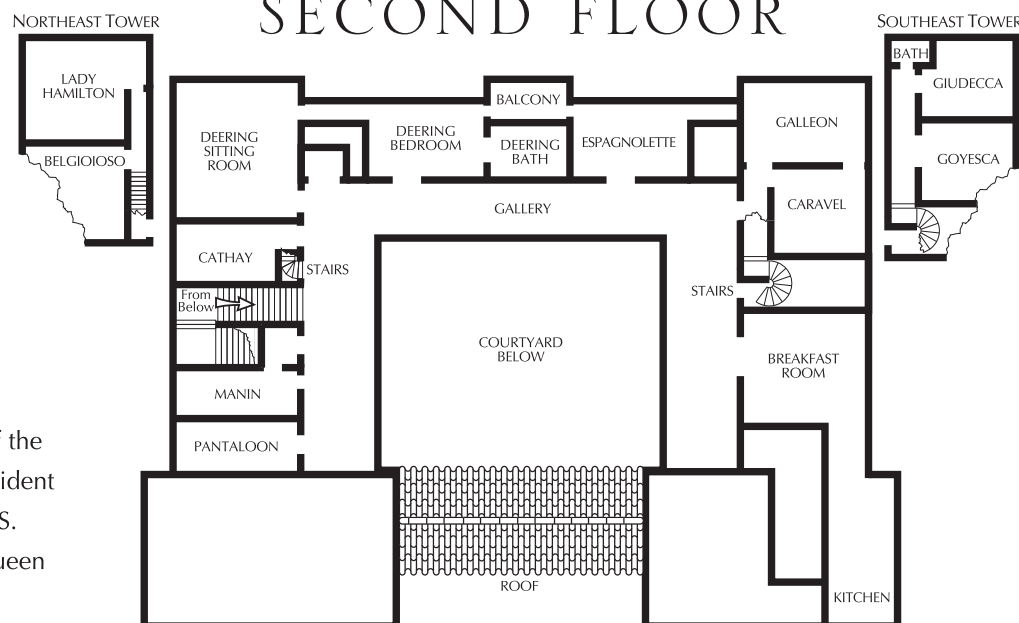 SECOND FLOOR
NORTHEAST TOWER
SOUTHEAST TOWER
LADY
HAMILTON
BELGIOIOSO
BATH
GIUDECCA
GOYESCA
DEERING
SITTING
ROOM
DEERING
BEDROOM
BALCONY
DEERING
BATH
ESPAGNOLETTE
GALLEON
GALLERY
CARAVEL
CATHAY
STAIRS
From
Below
STAIRS
COURTYARD
BELOW
BREAKFAST
ROOM
MANIN
PANTALOON
ROOF
KITCHEN
f the
ident
S.
ueen